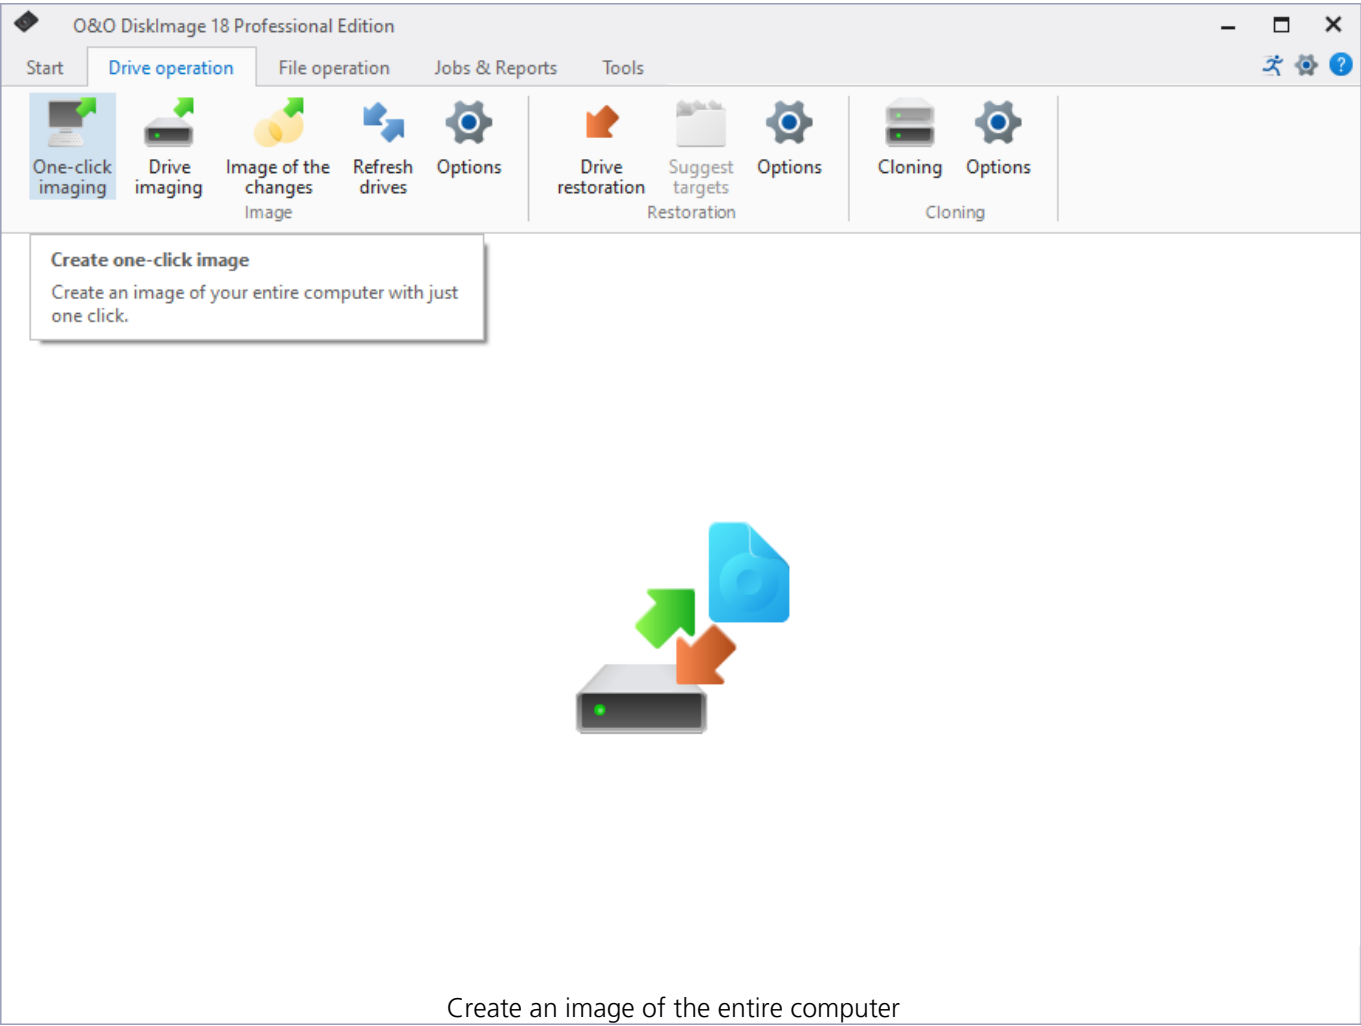 O&O DiskImage 18 Professional Edition
Start Drive operation File operation Jobs & Reports Tools
?
One-click Drive Image of the Refresh Options Drive Suggest Options Cloning Options
imaging imaging changes drives restoration targets
Image Restoration Cloning
Create one-click image
Create an image of your entire computer with just
one click.
Create an image of the entire computer